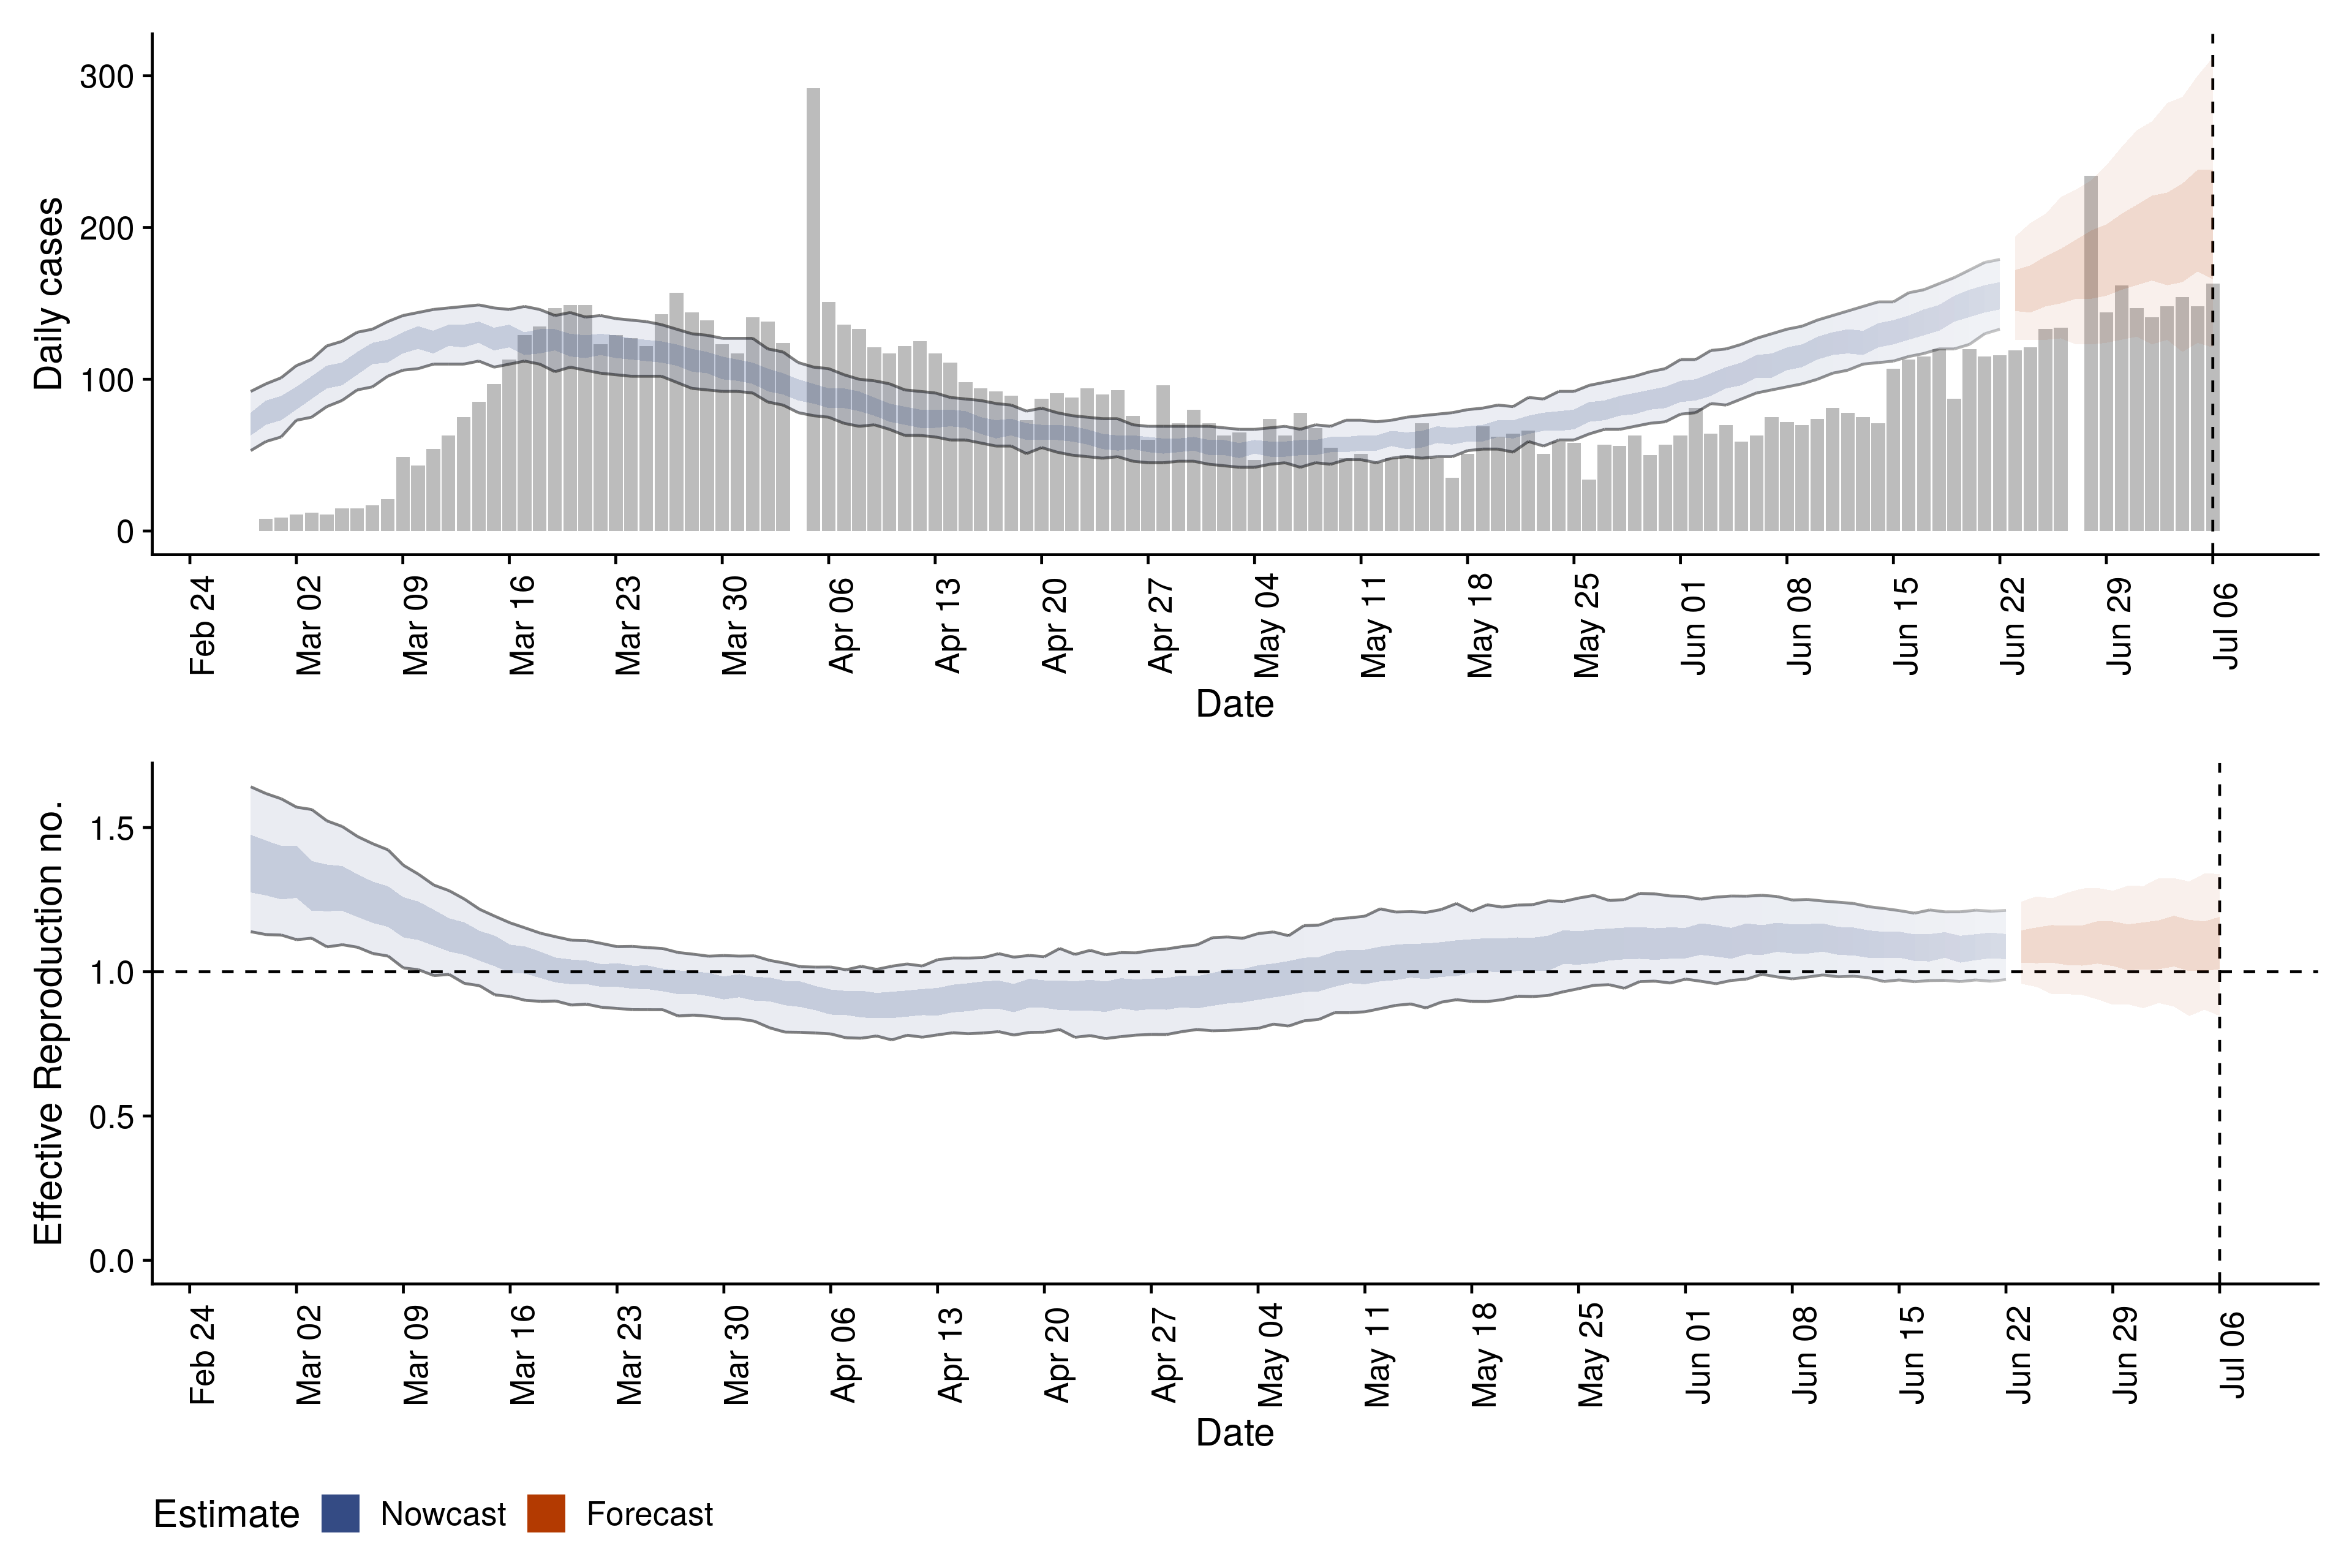 Daily cases
300
200
100
0
Feb 24
Mar 02
Mar 09
Mar 16
Mar 23
Mar 30
Apr 06
Apr 13
Apr 20
Apr 27
May 04
May 11
May 18
May 25
Jun 01
Jun 08
Jun 15
Jun 22
Jun 29
Jul 06
Date
Effective Reproduction no.
1.5
1.0
0.5
0.0
Feb 24
Mar 02
Mar 09
Mar 16
Mar 23
Mar 30
Apr 06
Apr 13
Apr 20
Apr 27
May 04
May 11
May 18
May 25
Jun 01
Jun 08
Jun 15
Jun 22
Jun 29
Jul 06
Date
Estimate Nowcast Forecast